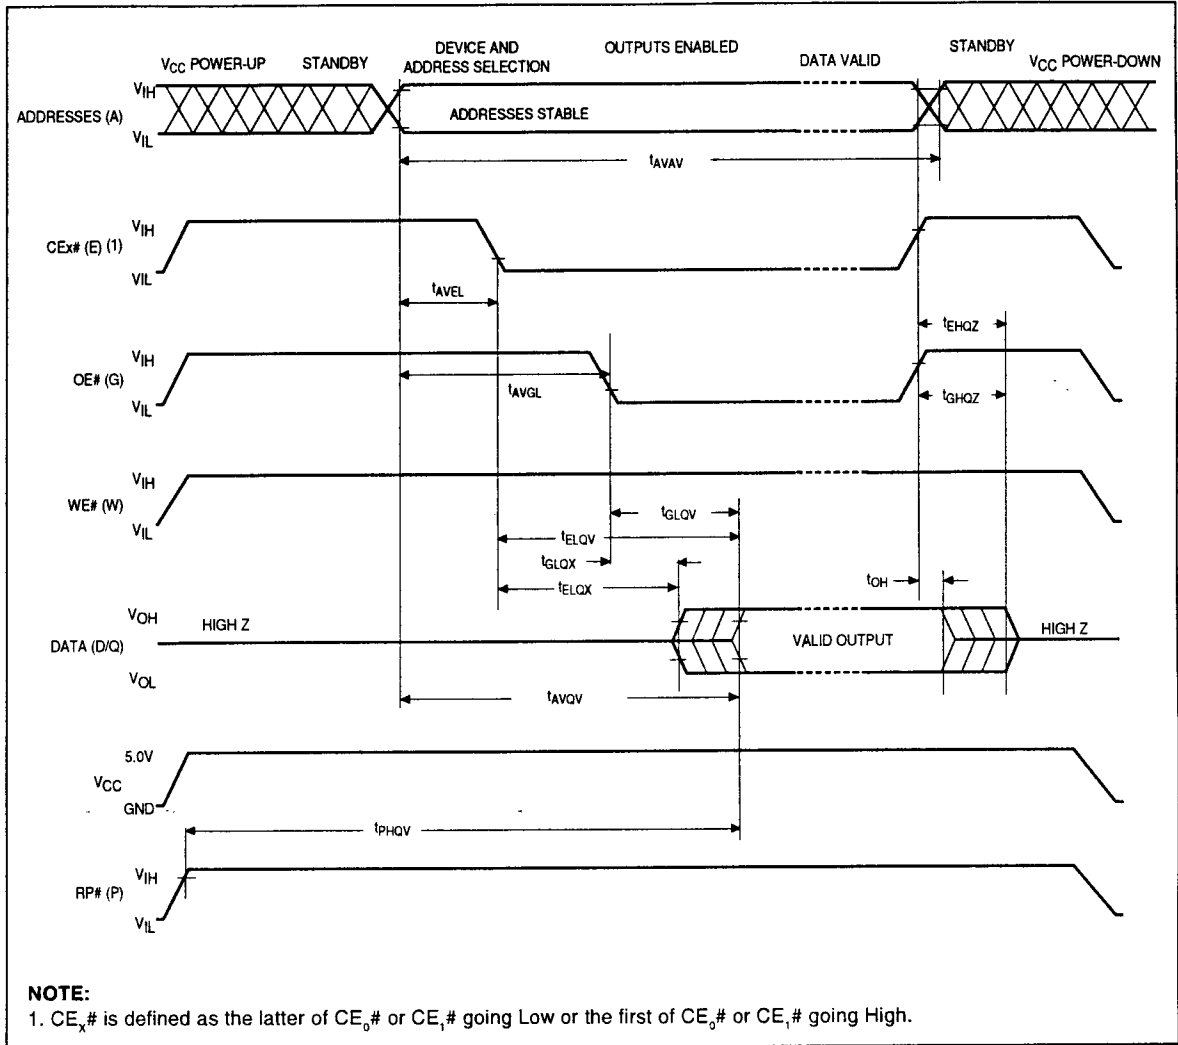 DEVICE AND OUTPUTS ENABLED STANDBY
VCC POWER-UP STANDBY ADDRESS SELECTION DATA VALID VCC POWER-DOWN
VIH
ADDRESSES (A) ADDRESSES STABLE
VIL
tAVAV
VIH
CEx# (E) (1)
VIL
tAVEL
tEHQZ
VIH
OE# (G)
tAVGL
tGHQZ
VIL
VIH
WE# (W)
tGLQV
VIL
tELQV
tGLQX
tELQX
tOH
VOH
HIGH Z HIGH Z
DATA (D/Q) VALID OUTPUT
VOL
tAVQV
5.0V
VCC
GND
tPHQV
VIH
RP# (P)
VIL
NOTE:
1. CEx# is defined as the latter of CE0# or CE1# going Low or the first of CE0# or CE1# going High.